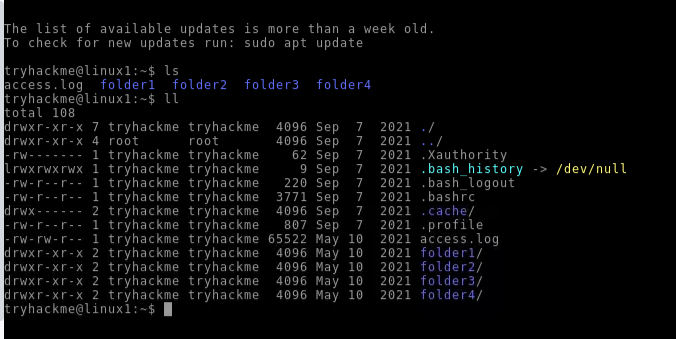 The list of available updates is more than a week old.
To check for new updates run: sudo apt update
tryhackme@linux1:~$ ls
access.log  folder1  folder2  folder3  folder4
tryhackme@linux1:~$ ll
total 108
drwxr-xr-x 7 tryhackme tryhackme  4096 Sep  7  2021 ./
drwxr-xr-x 4 root      root       4096 Sep  7  2021 ../
-rw------- 1 tryhackme tryhackme    62 Sep  7  2021 .Xauthority
lrwxrwxrwx 1 tryhackme tryhackme     9 Sep  7  2021 .bash_history -> /dev/null
-rw-r--r-- 1 tryhackme tryhackme   220 Sep  7  2021 .bash_logout
-rw-r--r-- 1 tryhackme tryhackme  3771 Sep  7  2021 .bashrc
drwx------ 2 tryhackme tryhackme  4096 Sep  7  2021 .cache/
-rw-r--r-- 1 tryhackme tryhackme   807 Sep  7  2021 .profile
-rw-rw-r-- 1 tryhackme tryhackme 65522 May 10  2021 access.log
drwxr-xr-x 2 tryhackme tryhackme  4096 May 10  2021 folder1/
drwxr-xr-x 2 tryhackme tryhackme  4096 May 10  2021 folder2/
drwxr-xr-x 2 tryhackme tryhackme  4096 May 10  2021 folder3/
drwxr-xr-x 2 tryhackme tryhackme  4096 May 10  2021 folder4/
tryhackme@linux1:~$